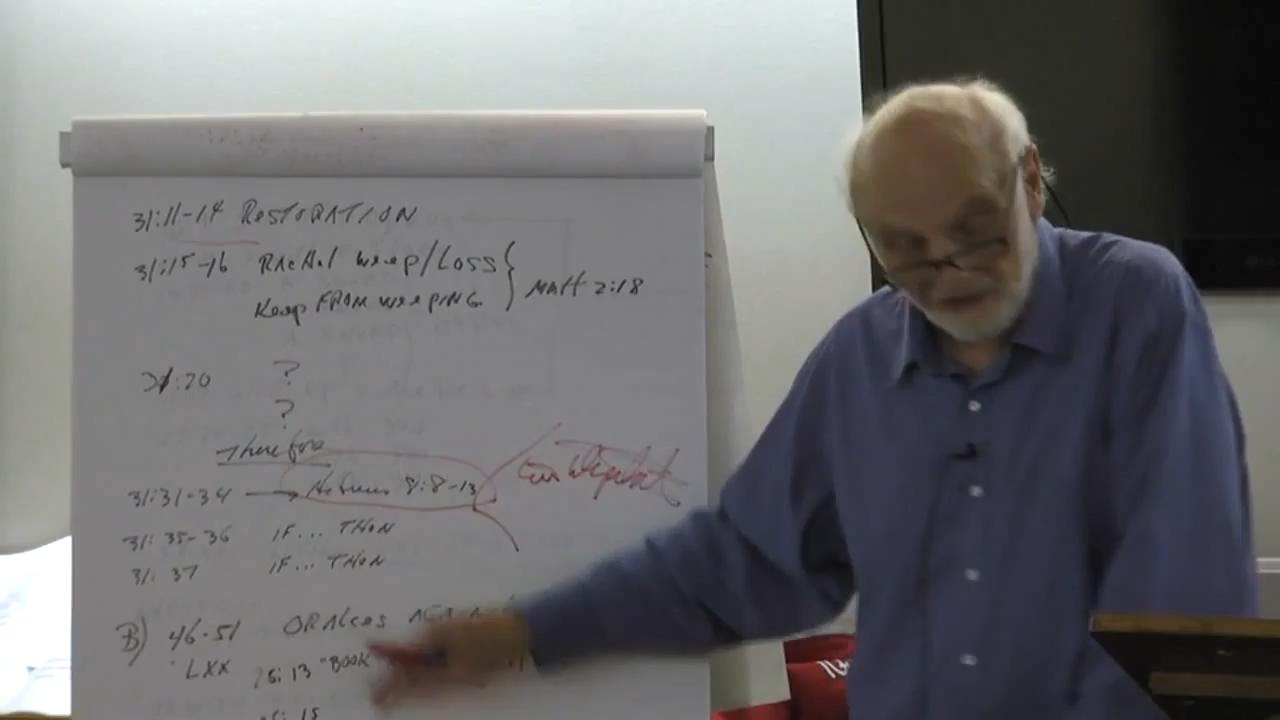 31:11-14 RESTORATION
31:15-16 RACHel weep/Loss } Matt 2:18
Keep FROM weepING
31:20 ?
?
Therefore
31:31-34 → Hebrews 8:8-13
31:35-36 IF... THEN
31:37 IF... THEN
B) 46-51 ORACLES
LXX 25:13 "BOOK